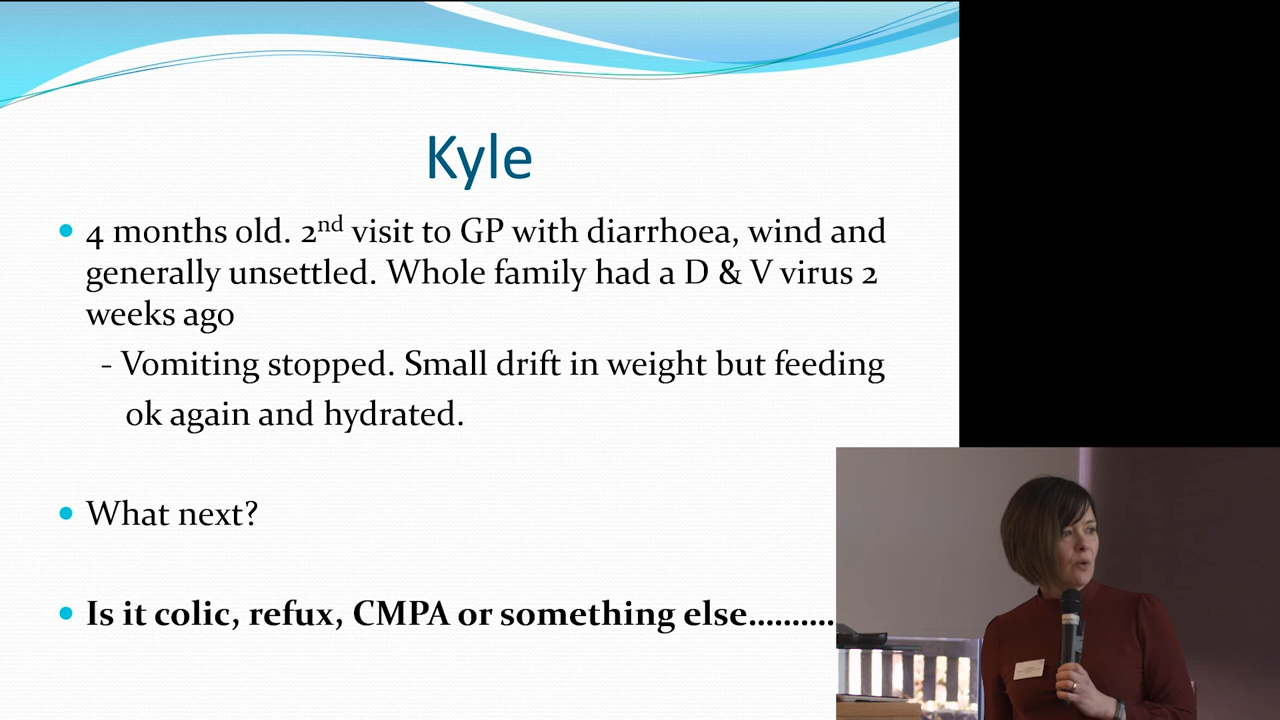 Kyle
4 months old. 2nd visit to GP with diarrhoea, wind and
generally unsettled. Whole family had a D & V virus 2
weeks ago
- Vomiting stopped. Small drift in weight but feeding
ok again and hydrated.
What next?
Is it colic, refux, CMPA or something else..........